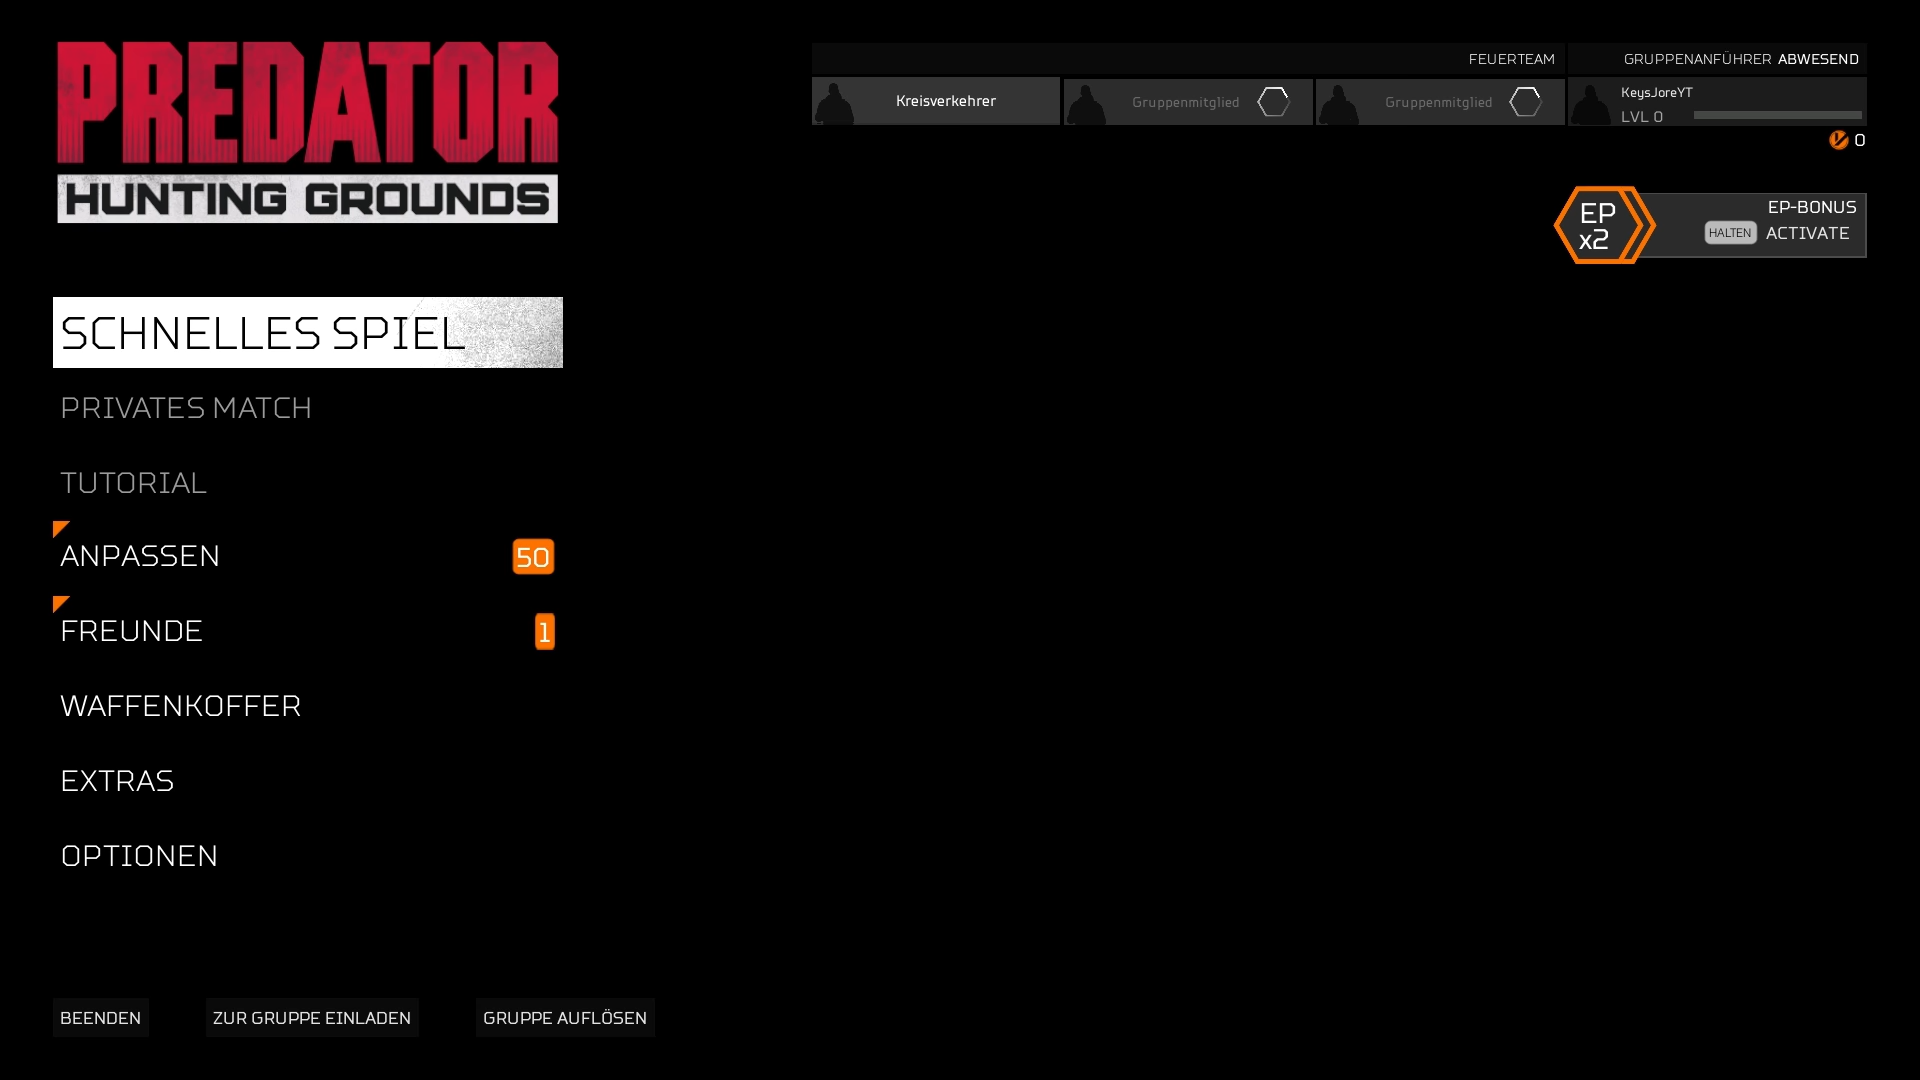 PREDATOR
HUNTING GROUNDS
FEUERTEAM
GRUPPENANFÜHRER ABWESEND
Kreisverkehrer
Gruppenmitglied
Gruppenmitglied
KeysJoreYT
LVL 0
0
EP
x2
EP-BONUS
HALTEN ACTIVATE
SCHNELLES SPIEL
PRIVATES MATCH
TUTORIAL
ANPASSEN 50
FREUNDE 1
WAFFENKOFFER
EXTRAS
OPTIONEN
BEENDEN
ZUR GRUPPE EINLADEN
GRUPPE AUFLÖSEN